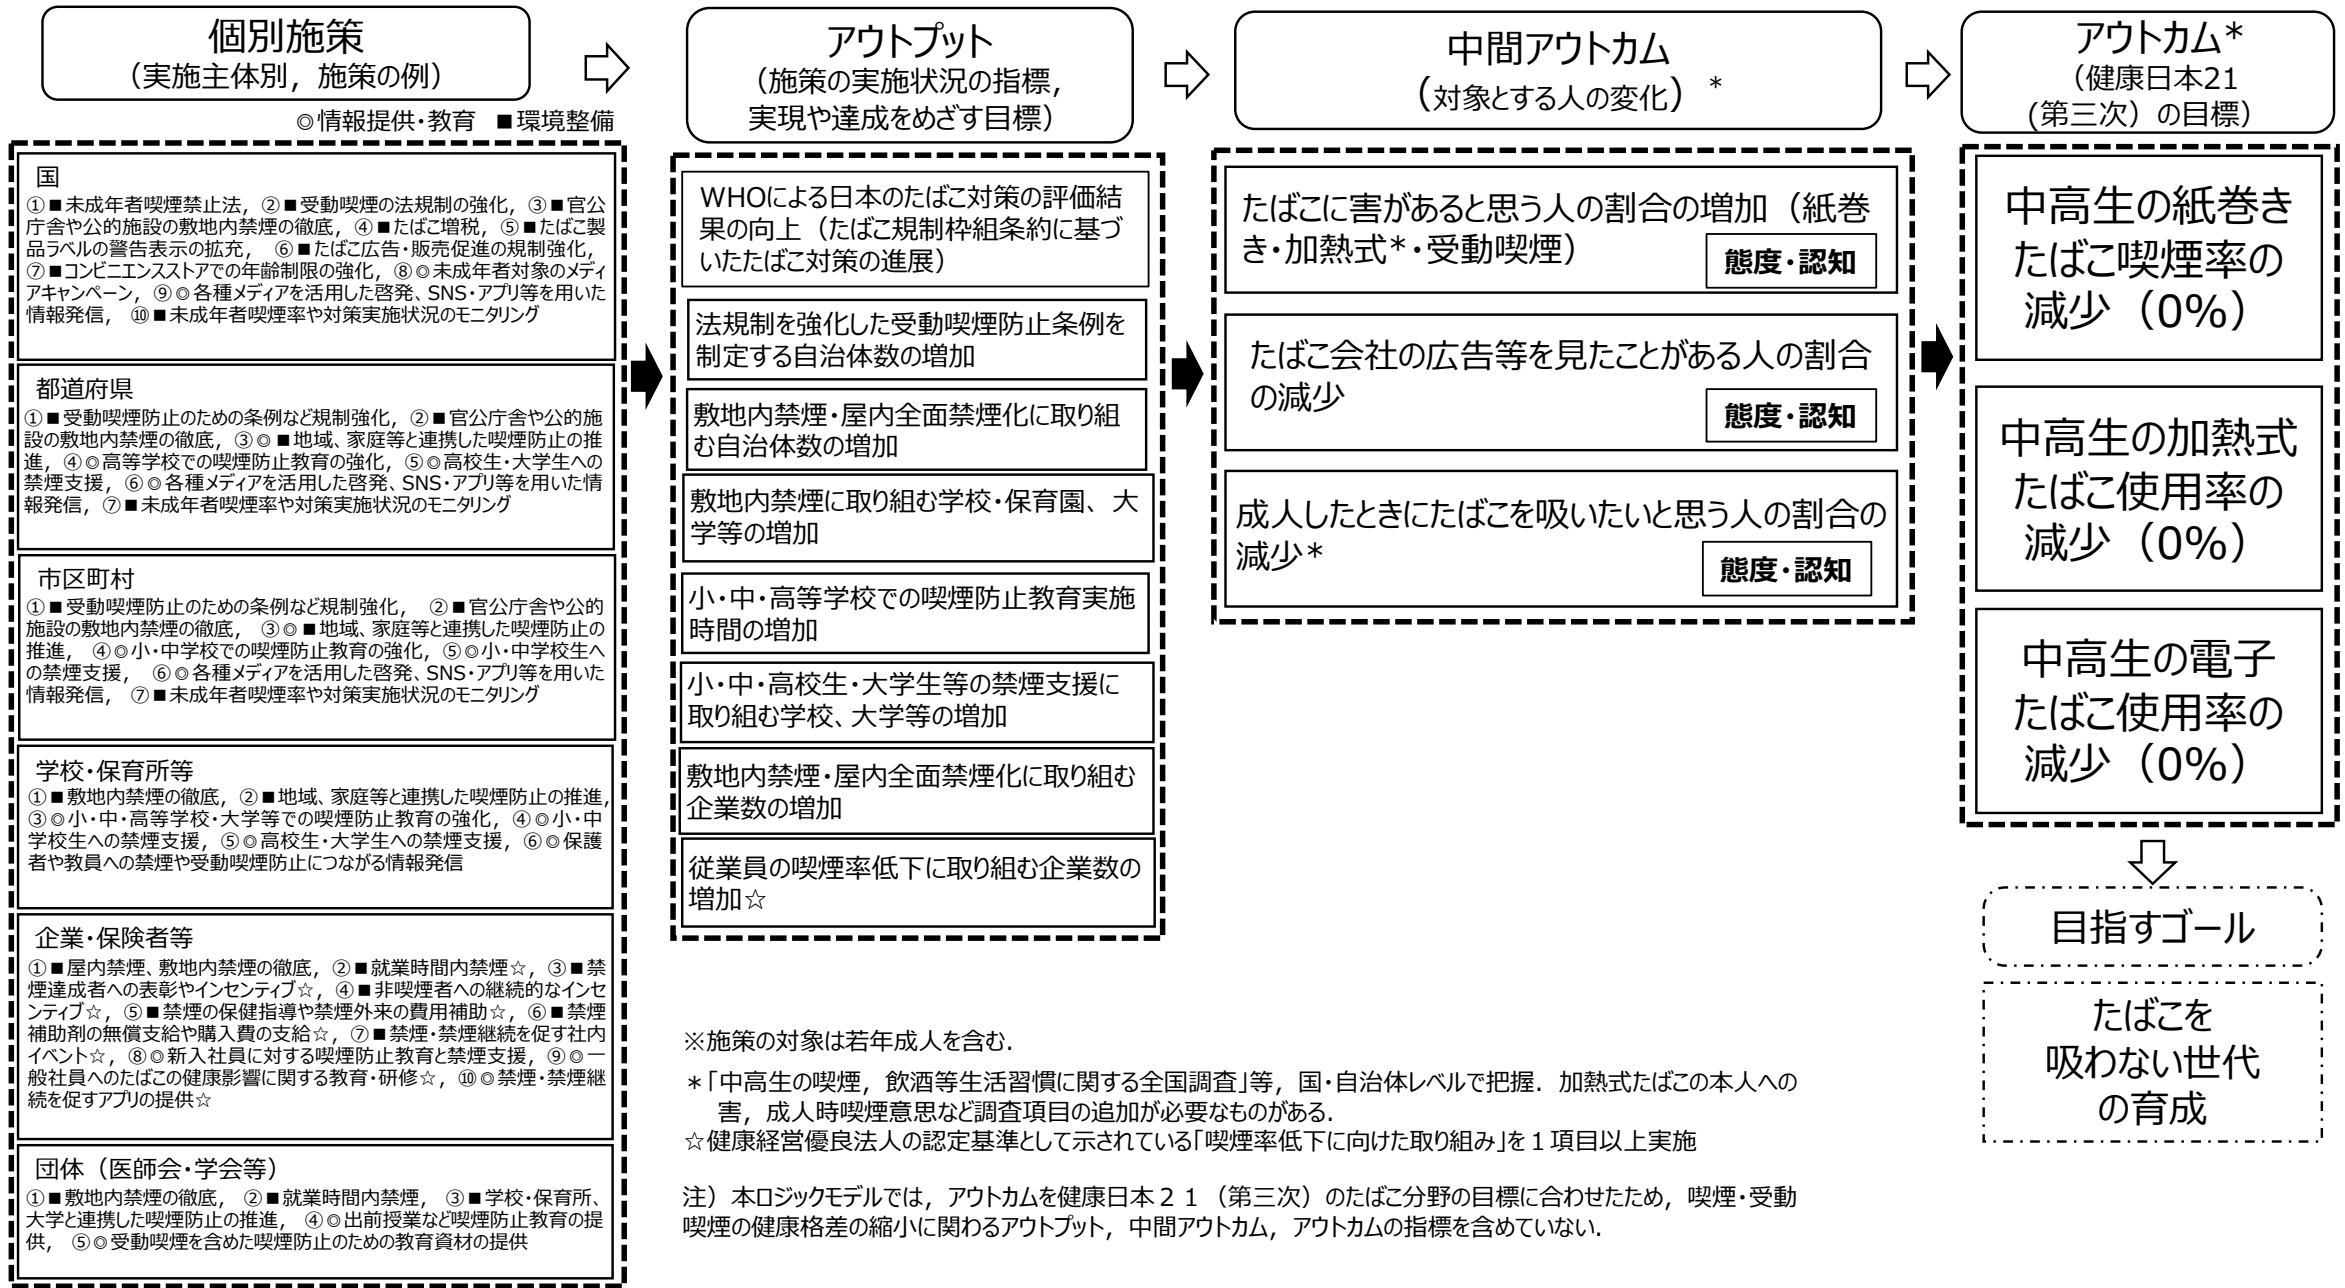 個別施策
（実施主体別，施策の例）
◎情報提供・教育　■環境整備
国
①■未成年者喫煙禁止法，②■受動喫煙の法規制の強化，③■官公
庁舎や公的施設の敷地内禁煙の徹底，④■たばこ増税，⑤■たばこ製
品ラベルの警告表示の拡充，　⑥■たばこ広告・販売促進の規制強化，
⑦■コンビニエンスストアでの年齢制限の強化，⑧◎未成年者対象のメディ
アキャンペーン，⑨◎各種メディアを活用した啓発、SNS・アプリ等を用いた
情報発信，　⑩■未成年者喫煙率や対策実施状況のモニタリング
都道府県
①■受動喫煙防止のための条例など規制強化，②■官公庁舎や公的施
設の敷地内禁煙の徹底，③◎■地域、家庭等と連携した喫煙防止の推
進，④◎高等学校での喫煙防止教育の強化，⑤◎高校生・大学生への
禁煙支援，⑥◎各種メディアを活用した啓発、SNS・アプリ等を用いた情
報発信，⑦■未成年者喫煙率や対策実施状況のモニタリング
市区町村
①■受動喫煙防止のための条例など規制強化，　②■官公庁舎や公的
施設の敷地内禁煙の徹底，　③◎■地域、家庭等と連携した喫煙防止の
推進，　④◎小・中学校での喫煙防止教育の強化，⑤◎小・中学校生へ
の禁煙支援，　⑥◎各種メディアを活用した啓発、SNS・アプリ等を用いた
情報発信，　⑦■未成年者喫煙率や対策実施状況のモニタリング
学校・保育所等
①■敷地内禁煙の徹底，②■地域、家庭等と連携した喫煙防止の推進，
③◎小・中・高等学校・大学等での喫煙防止教育の強化，④◎小・中
学校生への禁煙支援，⑤◎高校生・大学生への禁煙支援，⑥◎保護
者や教員への禁煙や受動喫煙防止につながる情報発信
企業・保険者等
①■屋内禁煙、敷地内禁煙の徹底，②■就業時間内禁煙☆，③■禁
煙達成者への表彰やインセンティブ☆，④■非喫煙者への継続的なインセ
ンティブ☆，⑤■禁煙の保健指導や禁煙外来の費用補助☆，⑥■禁煙
補助剤の無償支給や購入費の支給☆，⑦■禁煙・禁煙継続を促す社内
イベント☆，⑧◎新入社員に対する喫煙防止教育と禁煙支援，⑨◎一
般社員へのたばこの健康影響に関する教育・研修☆，⑩◎禁煙・禁煙継
続を促すアプリの提供☆
団体（医師会・学会等）
①■敷地内禁煙の徹底，　②■就業時間内禁煙，　③■学校・保育所、
大学と連携した喫煙防止の推進，　④◎出前授業など喫煙防止教育の提
供，　⑤◎受動喫煙を含めた喫煙防止のための教育資材の提供
アウトプット
（施策の実施状況の指標，
実現や達成をめざす目標）
WHOによる日本のたばこ対策の評価結
果の向上（たばこ規制枠組条約に基づ
いたたばこ対策の進展）
法規制を強化した受動喫煙防止条例を
制定する自治体数の増加
敷地内禁煙・屋内全面禁煙化に取り組
む自治体数の増加
敷地内禁煙に取り組む学校・保育園、大
学等の増加
小・中・高等学校での喫煙防止教育実施
時間の増加
小・中・高校生・大学生等の禁煙支援に
取り組む学校、大学等の増加
敷地内禁煙・屋内全面禁煙化に取り組む
企業数の増加
従業員の喫煙率低下に取り組む企業数の
増加☆
中間アウトカム
（対象とする人の変化）＊
たばこに害があると思う人の割合の増加（紙巻
き・加熱式＊・受動喫煙）
態度・認知
たばこ会社の広告等を見たことがある人の割合
の減少
態度・認知
成人したときにたばこを吸いたいと思う人の割合の
減少＊
態度・認知
アウトカム＊
（健康日本21
（第三次）の目標）
中高生の紙巻き
たばこ喫煙率の
減少（0%）
中高生の加熱式
たばこ使用率の
減少（0%）
中高生の電子
たばこ使用率の
減少（0%）
目指すゴール
たばこを
吸わない世代
の育成
※施策の対象は若年成人を含む．
＊「中高生の喫煙，飲酒等生活習慣に関する全国調査」等，国・自治体レベルで把握．加熱式たばこの本人への
害，成人時喫煙意思など調査項目の追加が必要なものがある．
☆健康経営優良法人の認定基準として示されている「喫煙率低下に向けた取り組み」を１項目以上実施
注）本ロジックモデルでは，アウトカムを健康日本２１（第三次）のたばこ分野の目標に合わせたため，喫煙・受動
喫煙の健康格差の縮小に関わるアウトプット，中間アウトカム，アウトカムの指標を含めていない．